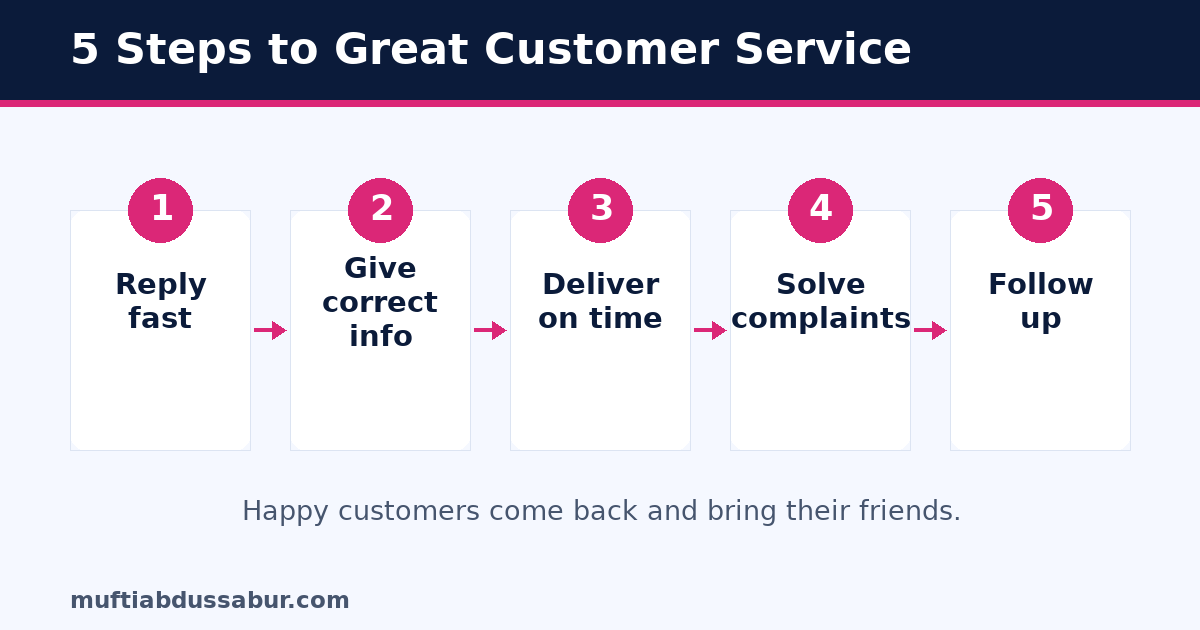 5 Steps to Great Customer Service
1
Reply
fast
2
Give
correct
info
3
Deliver
on time
4
Solve
complaints
5
Follow
up
Happy customers come back and bring their friends.
muftiabdussabur.com